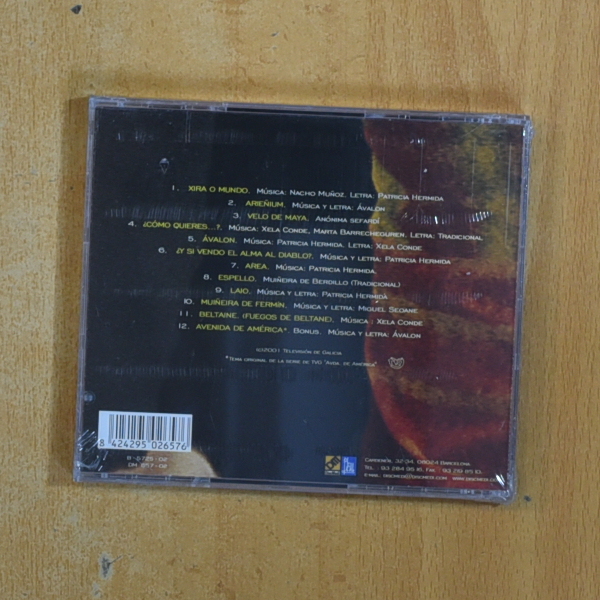 1. XIRA O MUNDO. MÚSICA: NACHO MUÑOZ. LETRA: PATRICIA HERMIDA
2. AREÑIUM. MÚSICA Y LETRA: ÁVALON
3. VELO DE MAYA. ANÓNIMA SEFARDÍ
4. ¿CÓMO QUIERES...?. MÚSICA: XELA CONDE, MARTA BARRECHEGUREN. LETRA: TRADICIONAL
5. ÁVALON. MÚSICA: PATRICIA HERMIDA. LETRA: XELA CONDE
6. ¿Y SI VENDO EL ALMA AL DIABLO?. MÚSICA Y LETRA: PATRICIA HERMIDA
7. AREA. MÚSICA: PATRICIA HERMIDA.
8. ESPELLO. MUIÑEIRA DE BERDILLO (TRADICIONAL)
9. LAIO. MÚSICA Y LETRA: PATRICIA HERMIDA
10. MUIÑEIRA DE FERMÍN. MÚSICA Y LETRA: MIGUEL SEOANE
11. BELTAINE. (FUEGOS DE BELTANE). MÚSICA : XELA CONDE
12. AVENIDA DE AMÉRICA*. BONUS. MÚSICA Y LETRA: ÁVALON
(C)2001 TELEVISIÓN DE GALICIA
*TEMA ORIGINAL DE LA SERIE DE TVG "AVDA. DE AMÉRICA"
8 424295 026576
DM 857-02
08024 BARCELONA